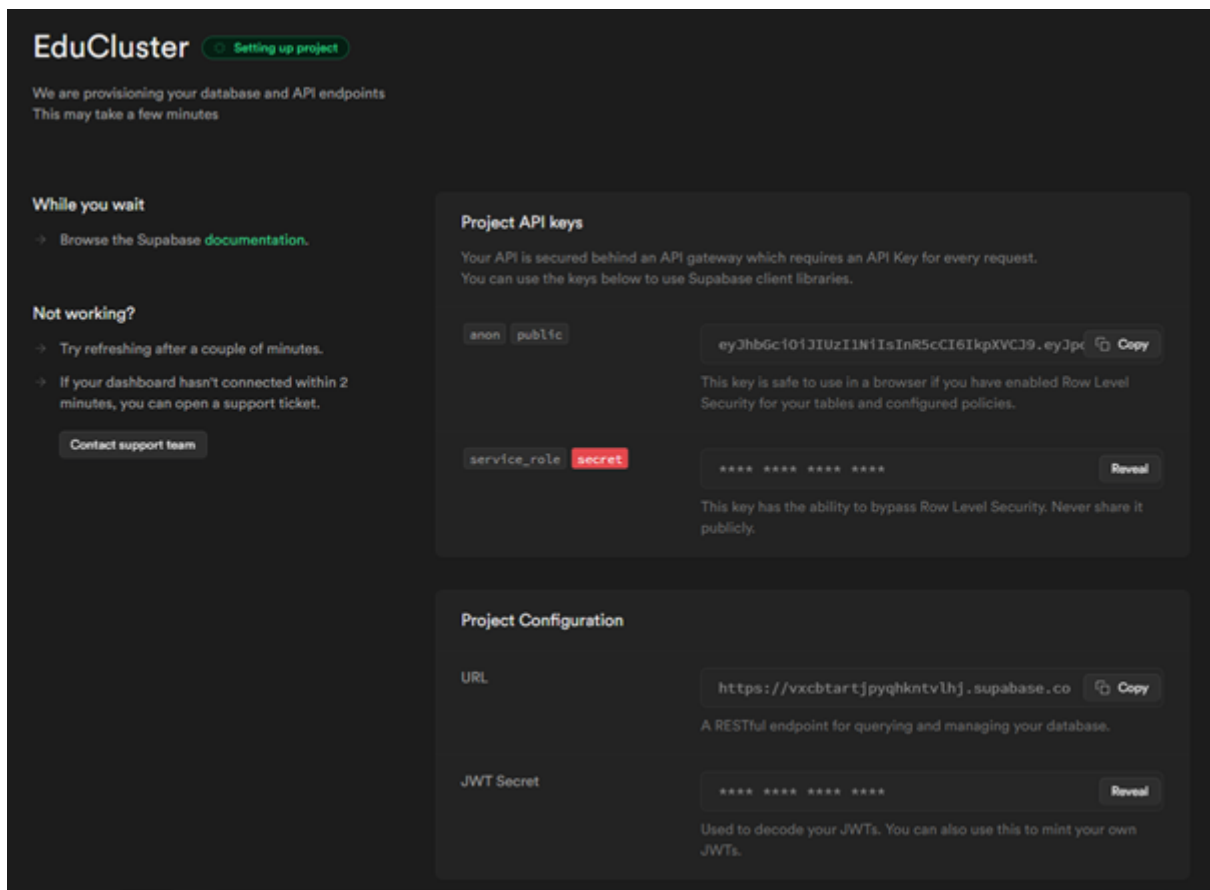 EduCluster
Setting up project
We are provisioning your database and API endpoints
This may take a few minutes
While you wait
→ Browse the Supabase documentation.
Not working?
→ Try refreshing after a couple of minutes.
→ If your dashboard hasn't connected within 2
minutes, you can open a support ticket.
Contact support team
Project API keys
Your API is secured behind an API gateway which requires an API Key for every request.
You can use the keys below to use Supabase client libraries.
anon public
eyJhbGciOiJIUzI1NiIsInR5cCI6IkpXVCJ9.eyJpc Copy
This key is safe to use in a browser if you have enabled Row Level
Security for your tables and configured policies.
service_role secret
**** **** **** **** Reveal
This key has the ability to bypass Row Level Security. Never share it
publicly.
Project Configuration
URL
https://vxcbtartjpyqhkntvlhj.supabase.co Copy
A RESTful endpoint for querying and managing your database.
JWT Secret
**** **** **** **** Reveal
Used to decode your JWTs. You can also use this to mint your own
JWTs.